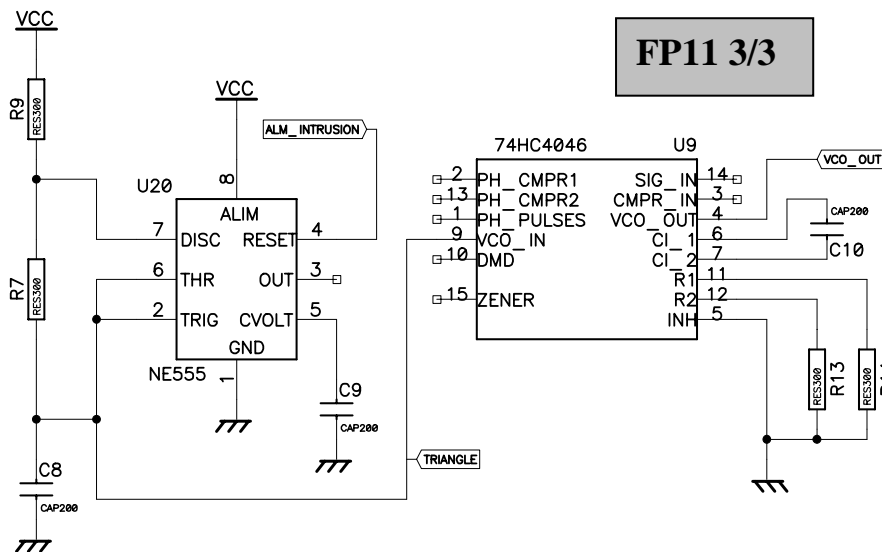 VCC
FP11 3/3
R9
RES300
VCC
ALM_INTRUSION
74HC4046
U9
U20
8
ALIM
7
DISC
RESET
4
6
THR
OUT
3
2
TRIG
CVOLT
5
GND
NE555
1
R7
RES300
C9
CAP200
C8
CAP200
TRIANGLE
2
PH_CMPR1
13
PH_CMPR2
1
PH_PULSES
9
VCO_IN
10
DMD
15
ZENER
SIG_IN
14
CMPR_IN
3
VCO_OUT
4
CI_1
6
CI_2
7
R1
11
R2
12
INH
5
VCO_OUT
CAP200
C10
RES300
R13
RES300